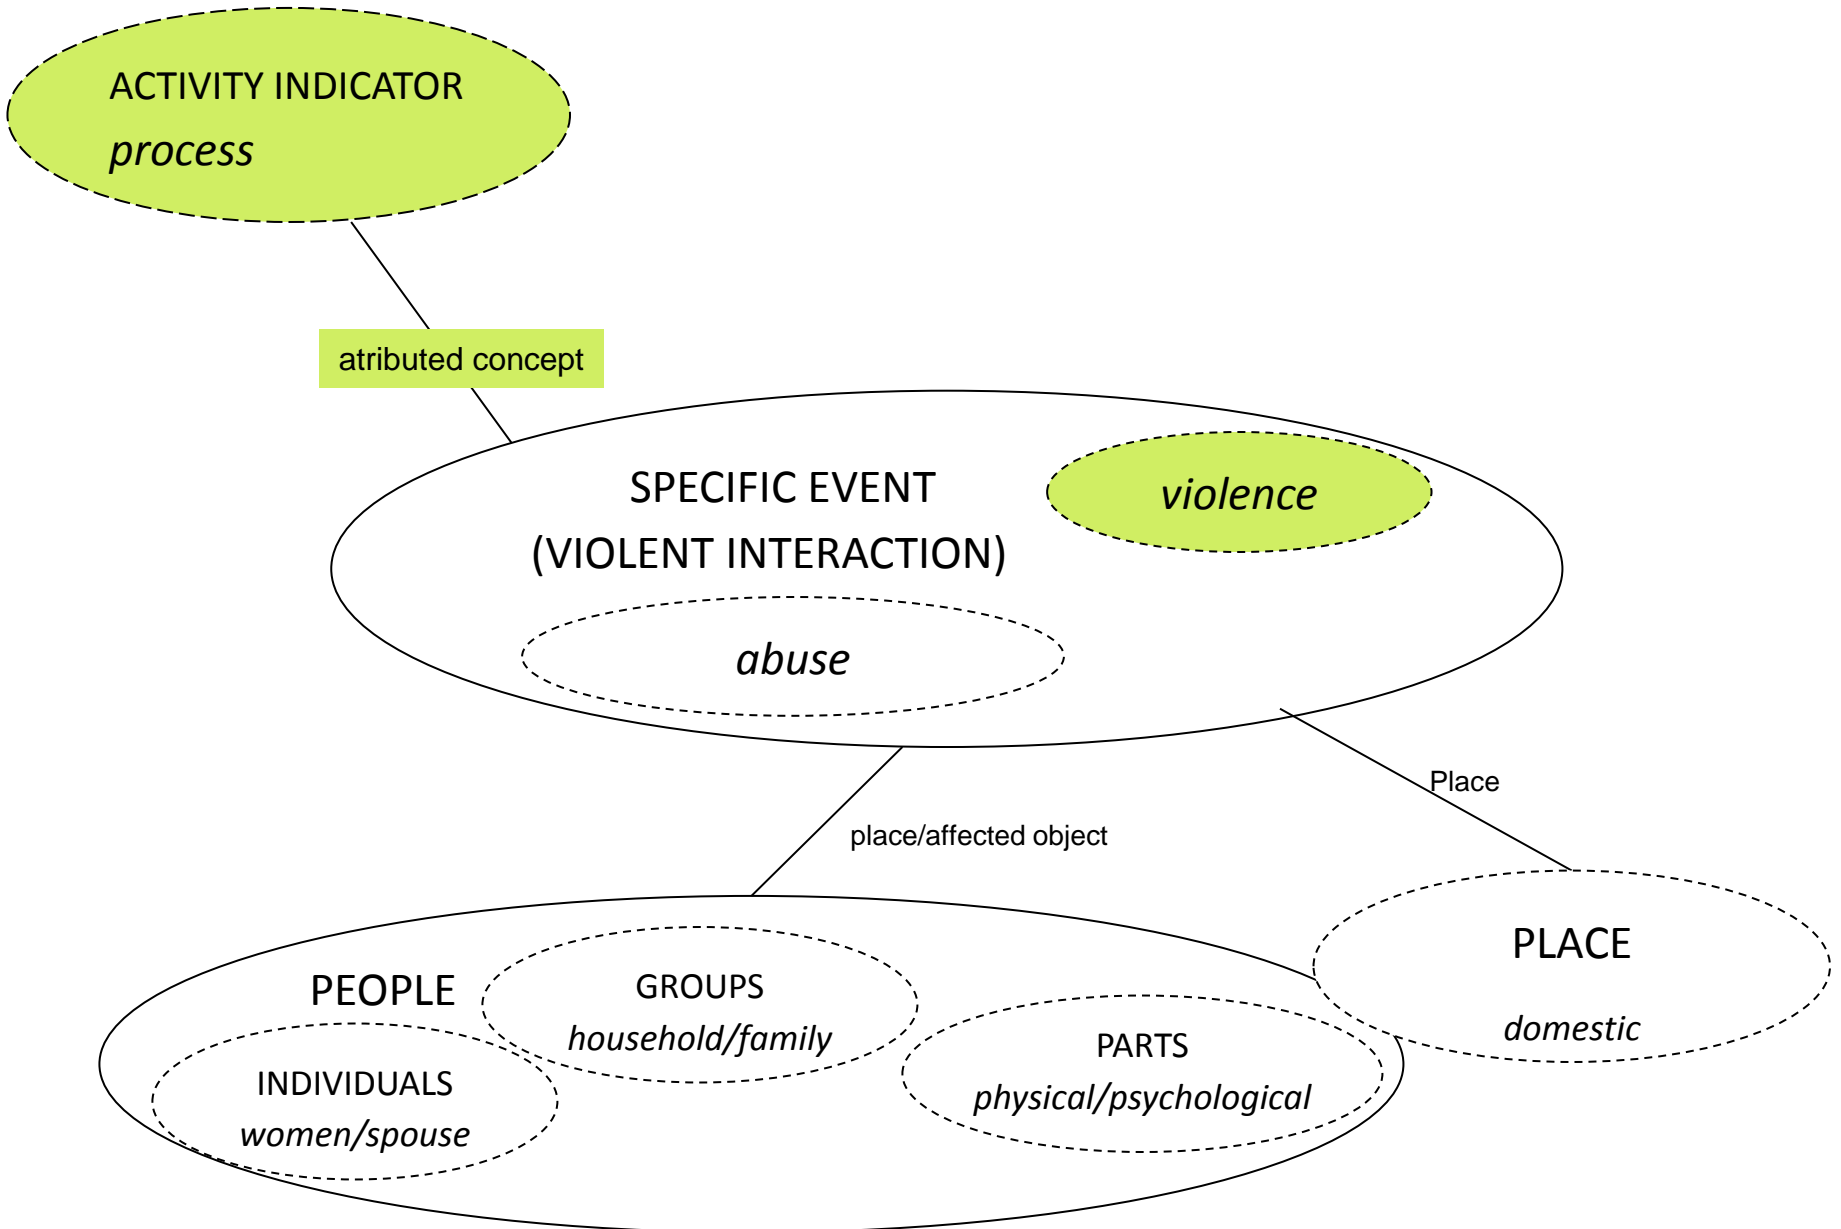 ACTIVITY INDICATOR
process
atributed concept
SPECIFIC EVENT
(VIOLENT INTERACTION)
violence
abuse
Place
place/affected object
PEOPLE
GROUPS
household/family
INDIVIDUALS
women/spouse
PARTS
physical/psychological
PLACE
domestic